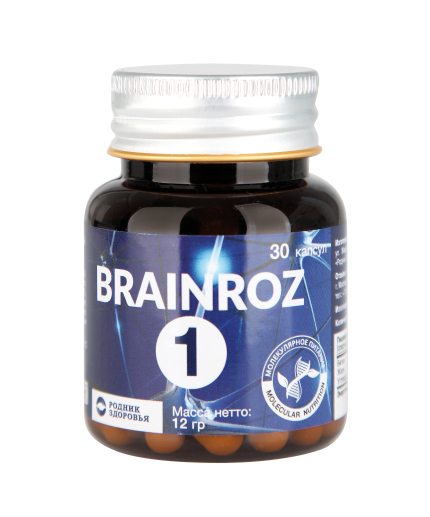 30 капсул
BRAINROZ
1
МОЛЕКУЛЯРНОЕ ПИТАНИЕ
MOLECULAR NUTRITION
РОДНИК
ЗДОРОВЬЯ
Масса нетто:
12 гр